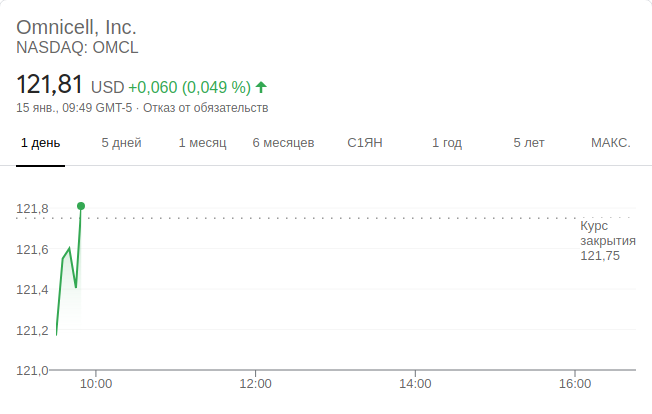 Omnicell, Inc.
NASDAQ: OMCL
121,81 USD +0,060 (0,049 %)
15 янв., 09:49 GMT-5 · Отказ от обязательств
1 день 5 дней 1 месяц 6 месяцев С1ЯН 1 год 5 лет МАКС.
121,8
Курс
закрытия
121,75
121,6
121,4
121,2
121,0
10:00 12:00 14:00 16:00